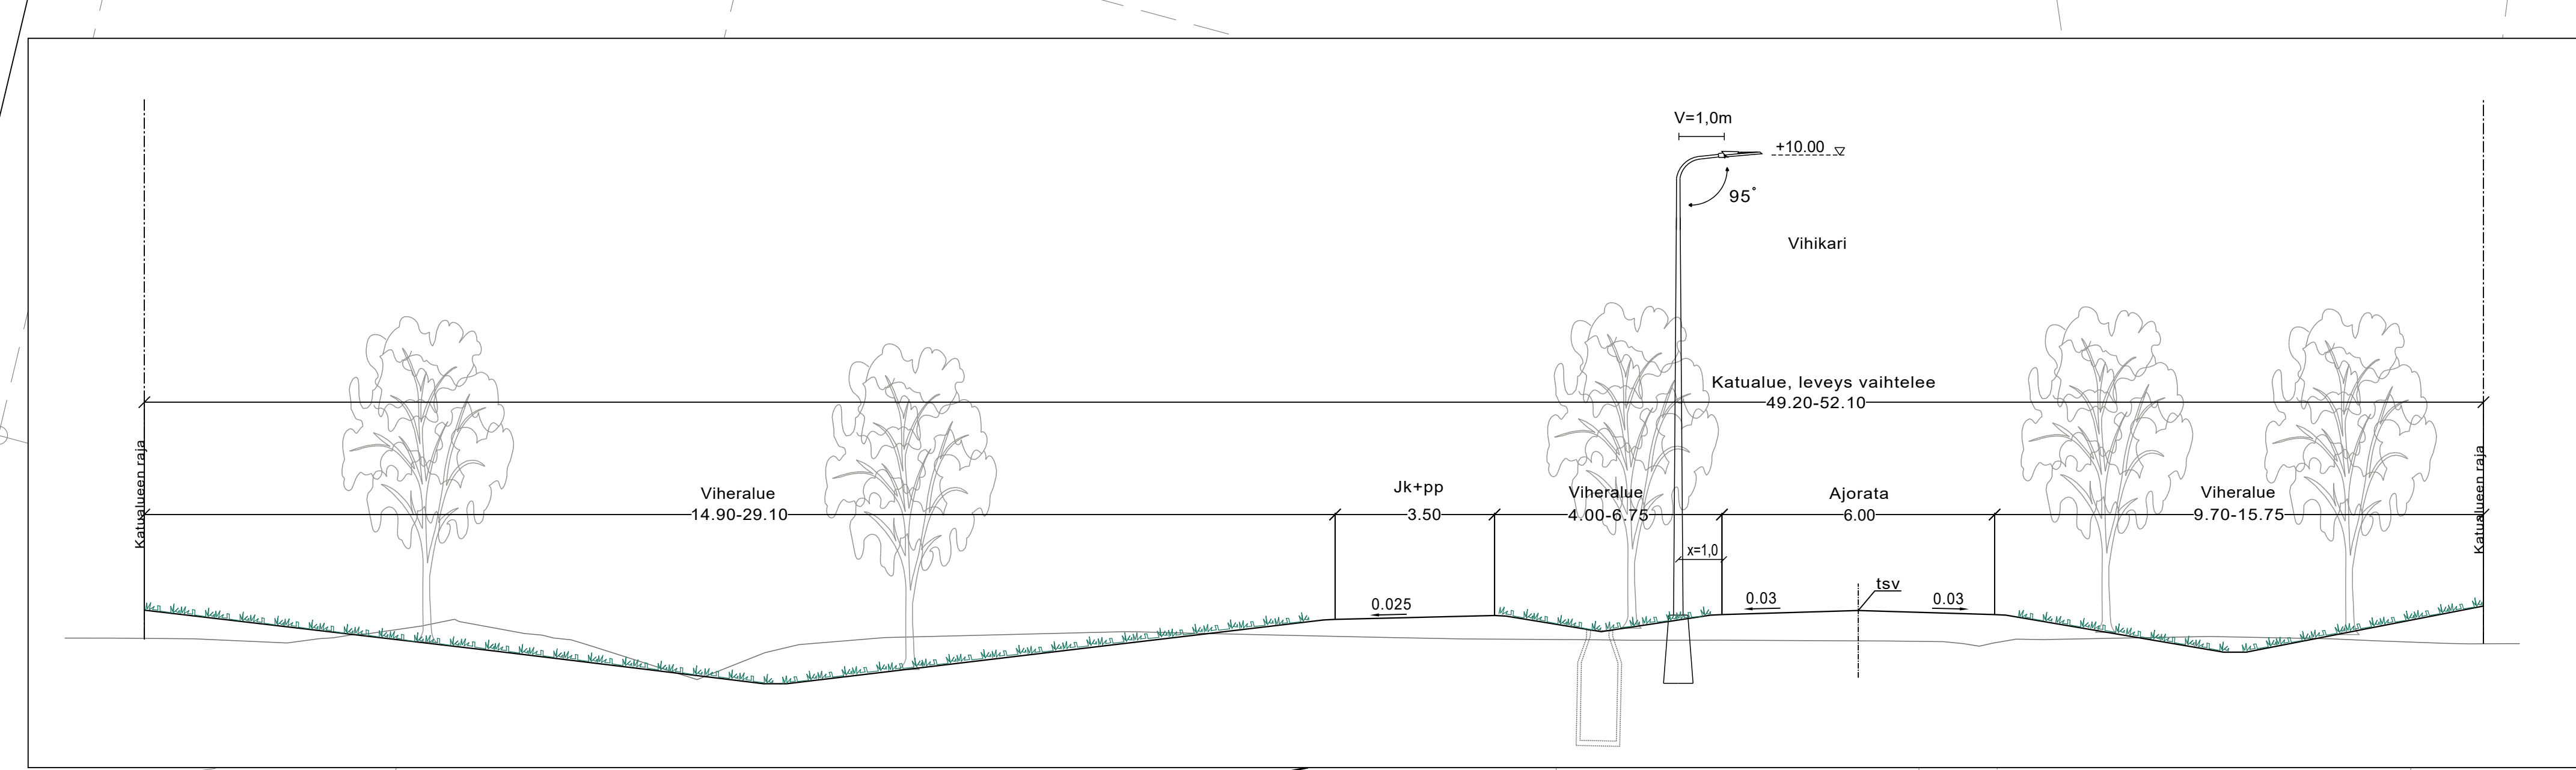 V=1,0m
+10.00
95°
Vihikari
Katualue, leveys vaihtelee
49.20-52.10
Katualueen raja
Viheralue
14.90-29.10
Jk+pp
3.50
Viheralue
4.00-6.75
Ajorata
6.00
Viheralue
9.70-15.75
Katualueen raja
x=1,0
0.025
0.03
tsv
0.03